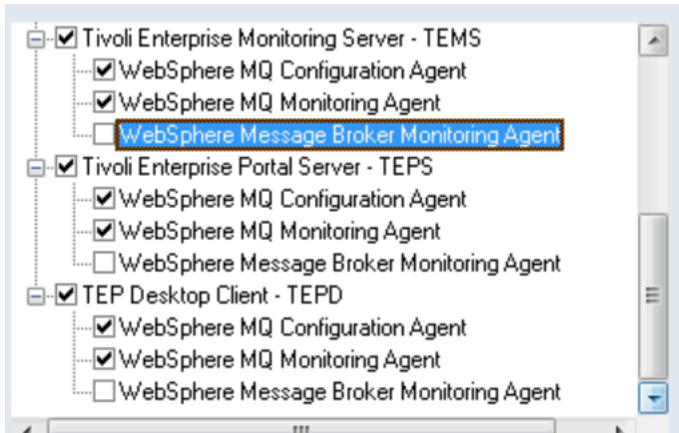 Tivoli Enterprise Monitoring Server - TEMS
WebSphere MQ Configuration Agent
WebSphere MQ Monitoring Agent
WebSphere Message Broker Monitoring Agent
Tivoli Enterprise Portal Server - TEPS
WebSphere MQ Configuration Agent
WebSphere MQ Monitoring Agent
WebSphere Message Broker Monitoring Agent
TEP Desktop Client - TEPD
WebSphere MQ Configuration Agent
WebSphere MQ Monitoring Agent
WebSphere Message Broker Monitoring Agent